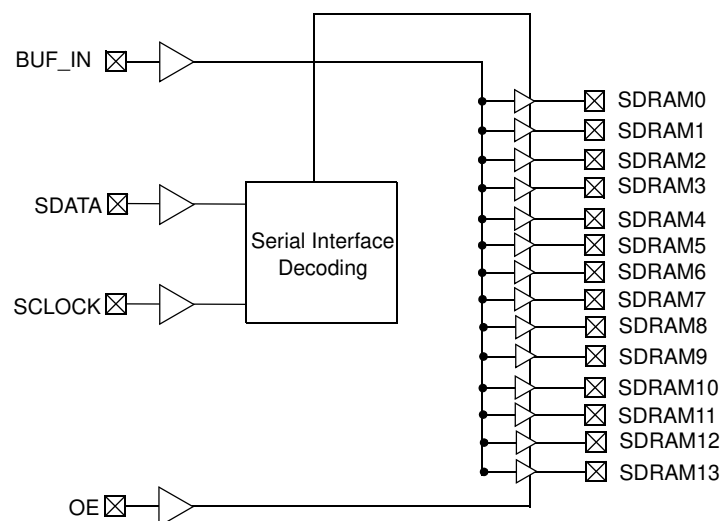 BUF_IN
SDATA
SCLOCK
OE
Serial Interface
Decoding
SDRAM0
SDRAM1
SDRAM2
SDRAM3
SDRAM4
SDRAM5
SDRAM6
SDRAM7
SDRAM8
SDRAM9
SDRAM10
SDRAM11
SDRAM12
SDRAM13